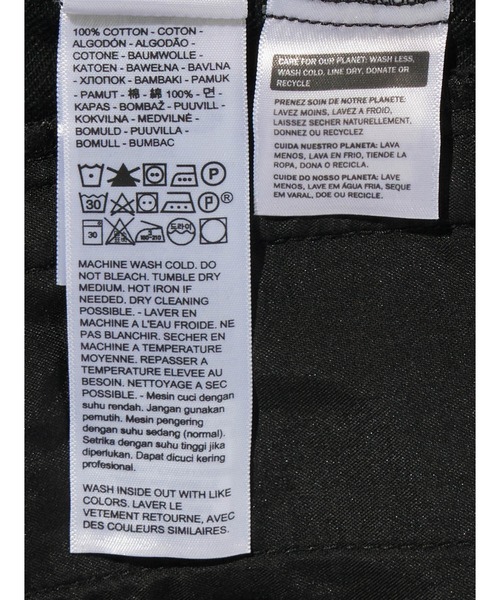 100% COTTON - COTON -
ALGODÓN - ALGODÃO -
COTONE - BAUMWOLLE -
KATOEN - BAWEŁNA - BAVLNA
- ХЛОПОК - BAMBAKI - PAMUK
- PAMUT - 棉 - 綿 100% - 면 -
KAPAS - BOMBAŽ - PUUVILL -
KOKVILNA - MEDVILNĖ -
BOMULD - PUUVILLA -
BOMULL - BUMBAC
P
30 P ®
30 180-210 드라이
MACHINE WASH COLD. DO
NOT BLEACH. TUMBLE DRY
MEDIUM. HOT IRON IF
NEEDED. DRY CLEANING
POSSIBLE. - LAVER EN
MACHINE A L'EAU FROIDE. NE
PAS BLANCHIR. SECHER EN
MACHINE A TEMPERATURE
MOYENNE. REPASSER A
TEMPERATURE ELEVEE AU
BESOIN. NETTOYAGE A SEC
POSSIBLE. - Mesin cuci dengan
suhu rendah. Jangan gunakan
pemutih. Mesin pengering
dengan suhu sedang (normal).
Setrika dengan suhu tinggi jika
diperlukan. Dapat dicuci kering
profesional.
WASH INSIDE OUT WITH LIKE
COLORS. LAVER LE
VETEMENT RETOURNE, AVEC
DES COULEURS SIMILAIRES.
CARE FOR OUR PLANET: WASH LESS,
WASH COLD, LINE DRY, DONATE OR
RECYCLE
PRENEZ SOIN DE NOTRE PLANETE:
LAVEZ MOINS, LAVEZ A FROID,
LAISSEZ SECHER NATURELLEMENT,
DONNEZ OU RECYCLEZ
CUIDA NUESTRO PLANETA: LAVA
MENOS, LAVA EN FRIO, TIENDE LA
ROPA, DONA O RECICLA.
CUIDE DO NOSSO PLANETA: LAVE
MENOS, LAVE EM ÁGUA FRIA, SEQUE
EM VARAL, DOE OU RECICLE.